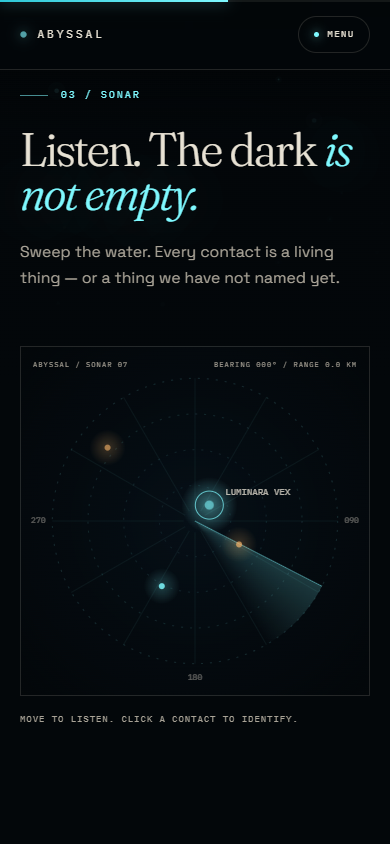 ABYSSAL
MENU
03 / SONAR
Listen. The dark is
not empty.
Sweep the water. Every contact is a living
thing — or a thing we have not named yet.
ABYSSAL / SONAR 07
BEARING 000° / RANGE 0.0 KM
LUMINARA VEX
270
090
180
MOVE TO LISTEN. CLICK A CONTACT TO IDENTIFY.